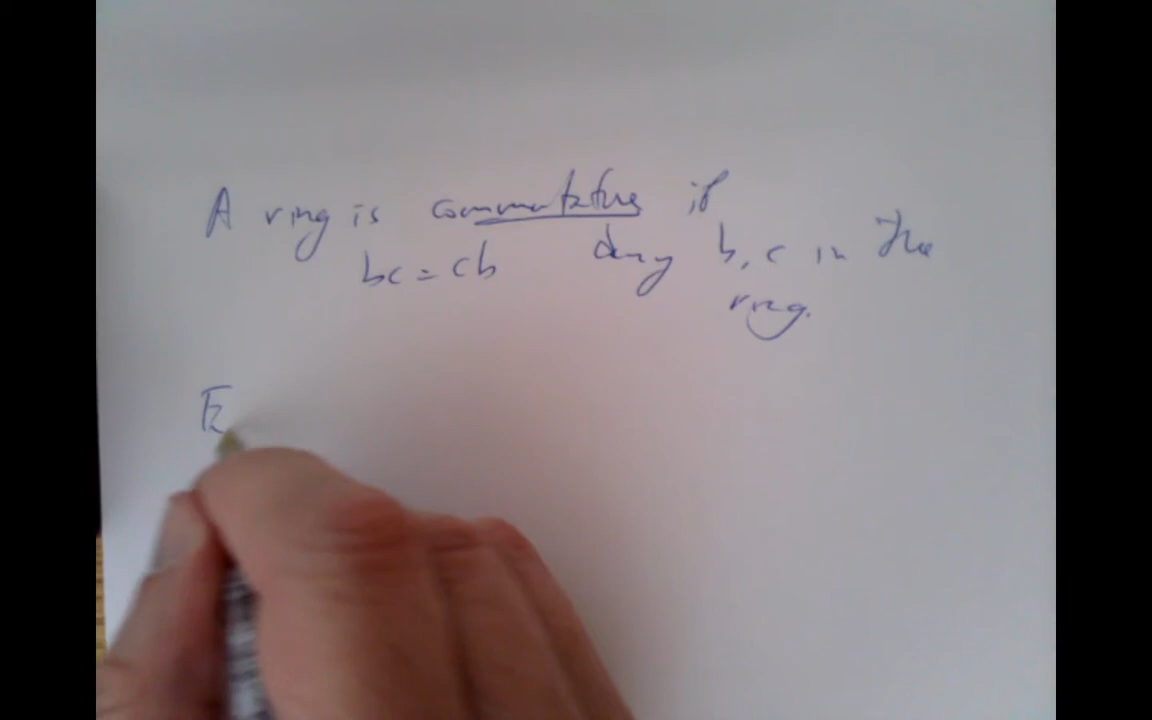 A ring is commutative if
bc = cb any b, c in the
ring.
E